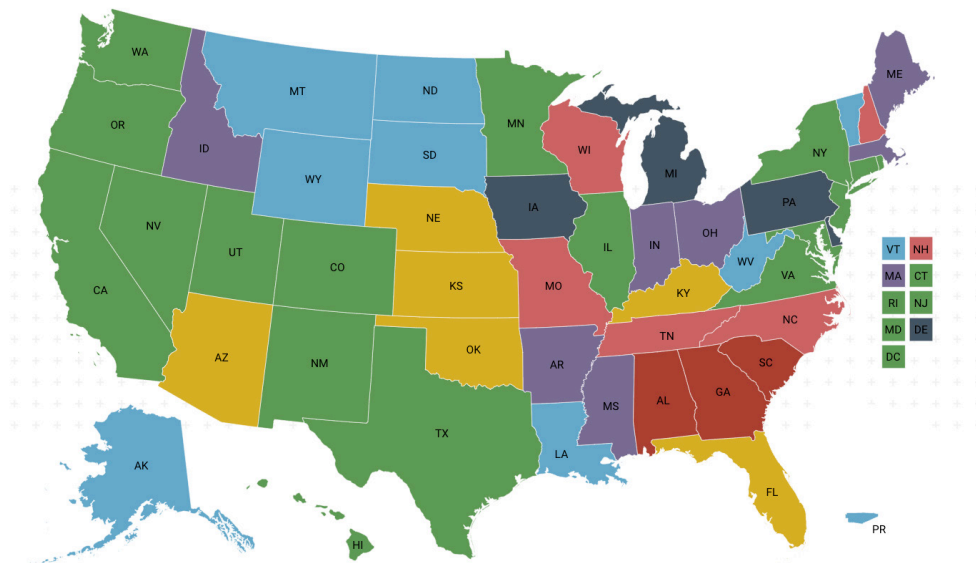 WA
ME
MT
ND
OR
MN
ID
SD
WI
NY
WY
MI
IA
PA
NE
NV
OH
IL
IN
UT
VT NH
WV
CO
VA
MA CT
CA
KS
MO
KY
RI NJ
NC
MD DE
TN
OK
AZ
DC
NM
AR
SC
GA
AL
MS
TX
LA
AK
FL
PR
HI